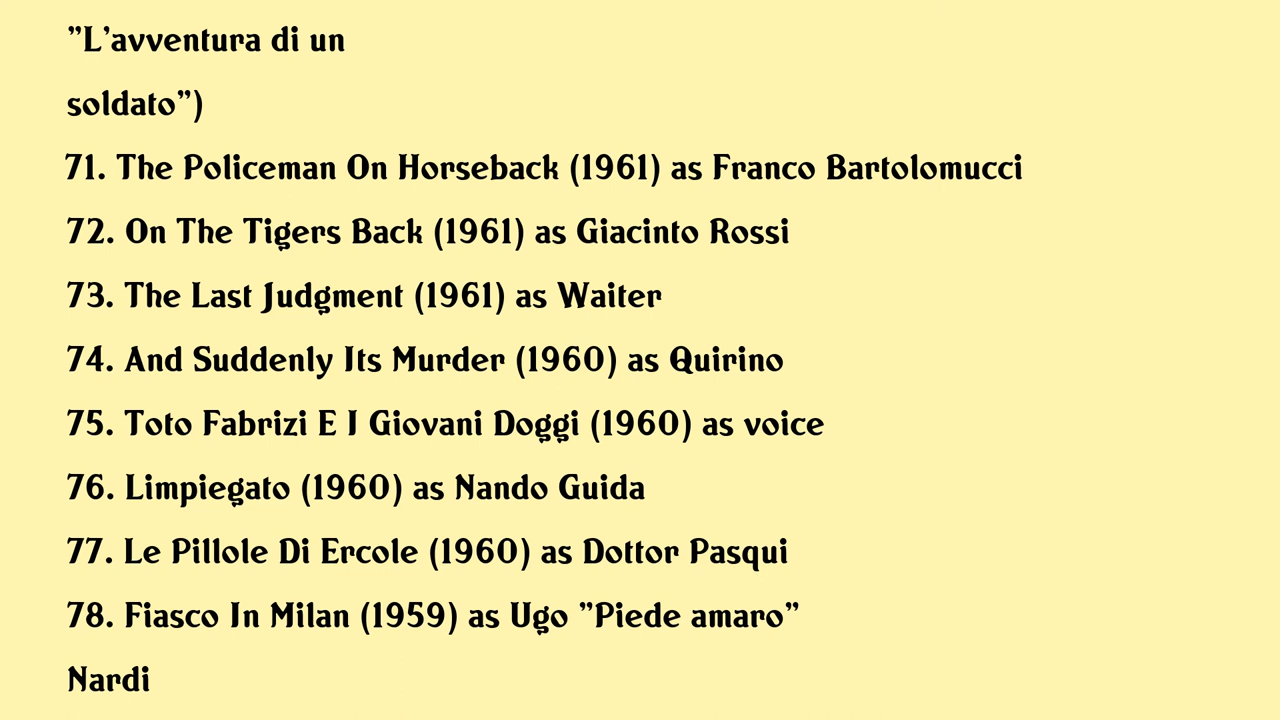 "L'avventura di un
soldato")
71. The Policeman On Horseback (1961) as Franco Bartolomucci
72. On The Tigers Back (1961) as Giacinto Rossi
73. The Last Judgment (1961) as Waiter
74. And Suddenly Its Murder (1960) as Quirino
75. Toto Fabrizi E I Giovani Doggi (1960) as voice
76. Limpiegato (1960) as Nando Guida
77. Le Pillole Di Ercole (1960) as Dottor Pasqui
78. Fiasco In Milan (1959) as Ugo "Piede amaro"
Nardi